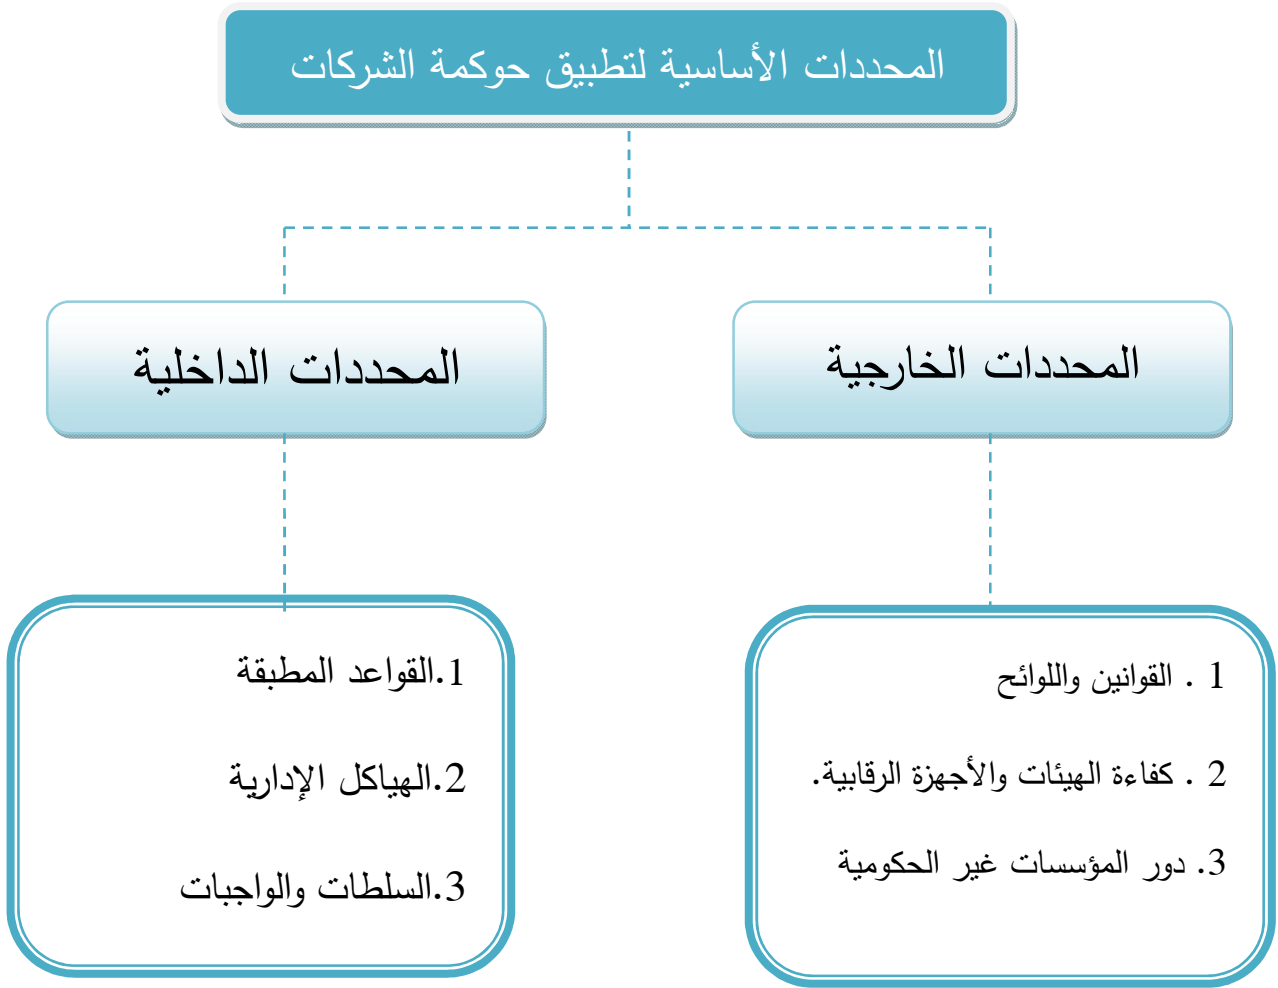 المحددات الأساسية لتطبيق حوكمة الشركات
المحددات الخارجية
المحددات الداخلية
1 . القوانين واللوائح
2 . كفاءة الهيئات والأجهزة الرقابية.
3. دور المؤسسات غير الحكومية
1.القواعد المطبقة
2.الهياكل الإدارية
3.السلطات والواجبات